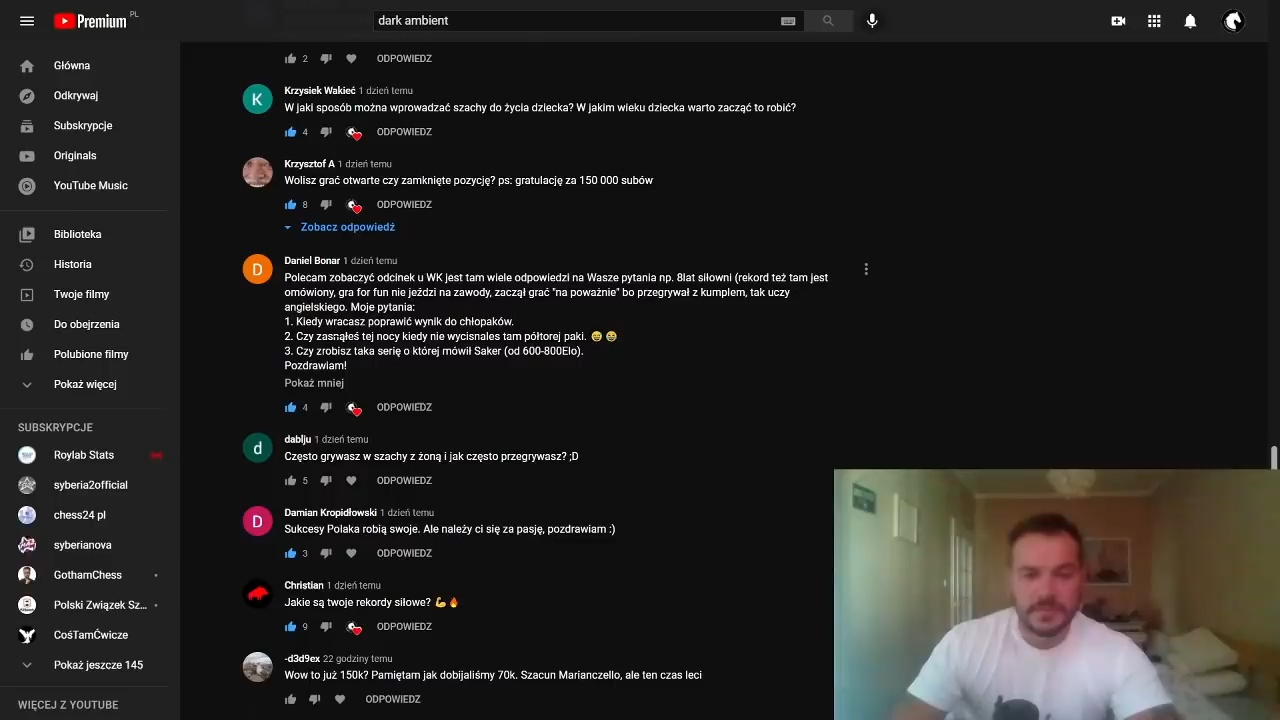 Premium PL
dark ambient
Główna
Odkrywaj
Subskrypcje
Originals
YouTube Music
Biblioteka
Historia
Twoje filmy
Do obejrzenia
Polubione filmy
Pokaż więcej
SUBSKRYPCJE
Roylab Stats
syberia2official
chess24 pl
syberianova
GothamChess
Polski Związek Sz...
CośTamĆwicze
Pokaż jeszcze 145
WIĘCEJ Z YOUTUBE
2 ODPOWIEDZ
Krzysiek Wakieć 1 dzień temu
W jaki sposób można wprowadzać szachy do życia dziecka? W jakim wieku dziecka warto zacząć to robić?
4 ODPOWIEDZ
Krzysztof A 1 dzień temu
Wolisz grać otwarte czy zamknięte pozycję? ps: gratulację za 150 000 subów
8 ODPOWIEDZ
Zobacz odpowiedź
D
Daniel Bonar 1 dzień temu
Polecam zobaczyć odcinek u WK jest tam wiele odpowiedzi na Wasze pytania np. 8lat siłowni (rekord też tam jest
omówiony, gra for fun nie jeździ na zawody, zaczął grać "na poważnie" bo przegrywał z kumplem, tak uczy
angielskiego. Moje pytania:
1. Kiedy wracasz poprawić wynik do chłopaków.
2. Czy zasnąłeś tej nocy kiedy nie wycisnales tam półtorej paki. 😄 😂
3. Czy zrobisz taka serię o której mówił Saker (od 600-800Elo).
Pozdrawiam!
Pokaż mniej
4 ODPOWIEDZ
d
dablju 1 dzień temu
Często grywasz w szachy z żoną i jak często przegrywasz? ;D
5 ODPOWIEDZ
D
Damian Kropidłowski 1 dzień temu
Sukcesy Polaka robią swoje. Ale należy ci się za pasję, pozdrawiam :)
3 ODPOWIEDZ
Christian 1 dzień temu
Jakie są twoje rekordy siłowe? 💪🔥
9 ODPOWIEDZ
-d3d9ex 22 godziny temu
Wow to już 150k? Pamiętam jak dobijaliśmy 70k. Szacun Marianczello, ale ten czas leci
ODPOWIEDZ